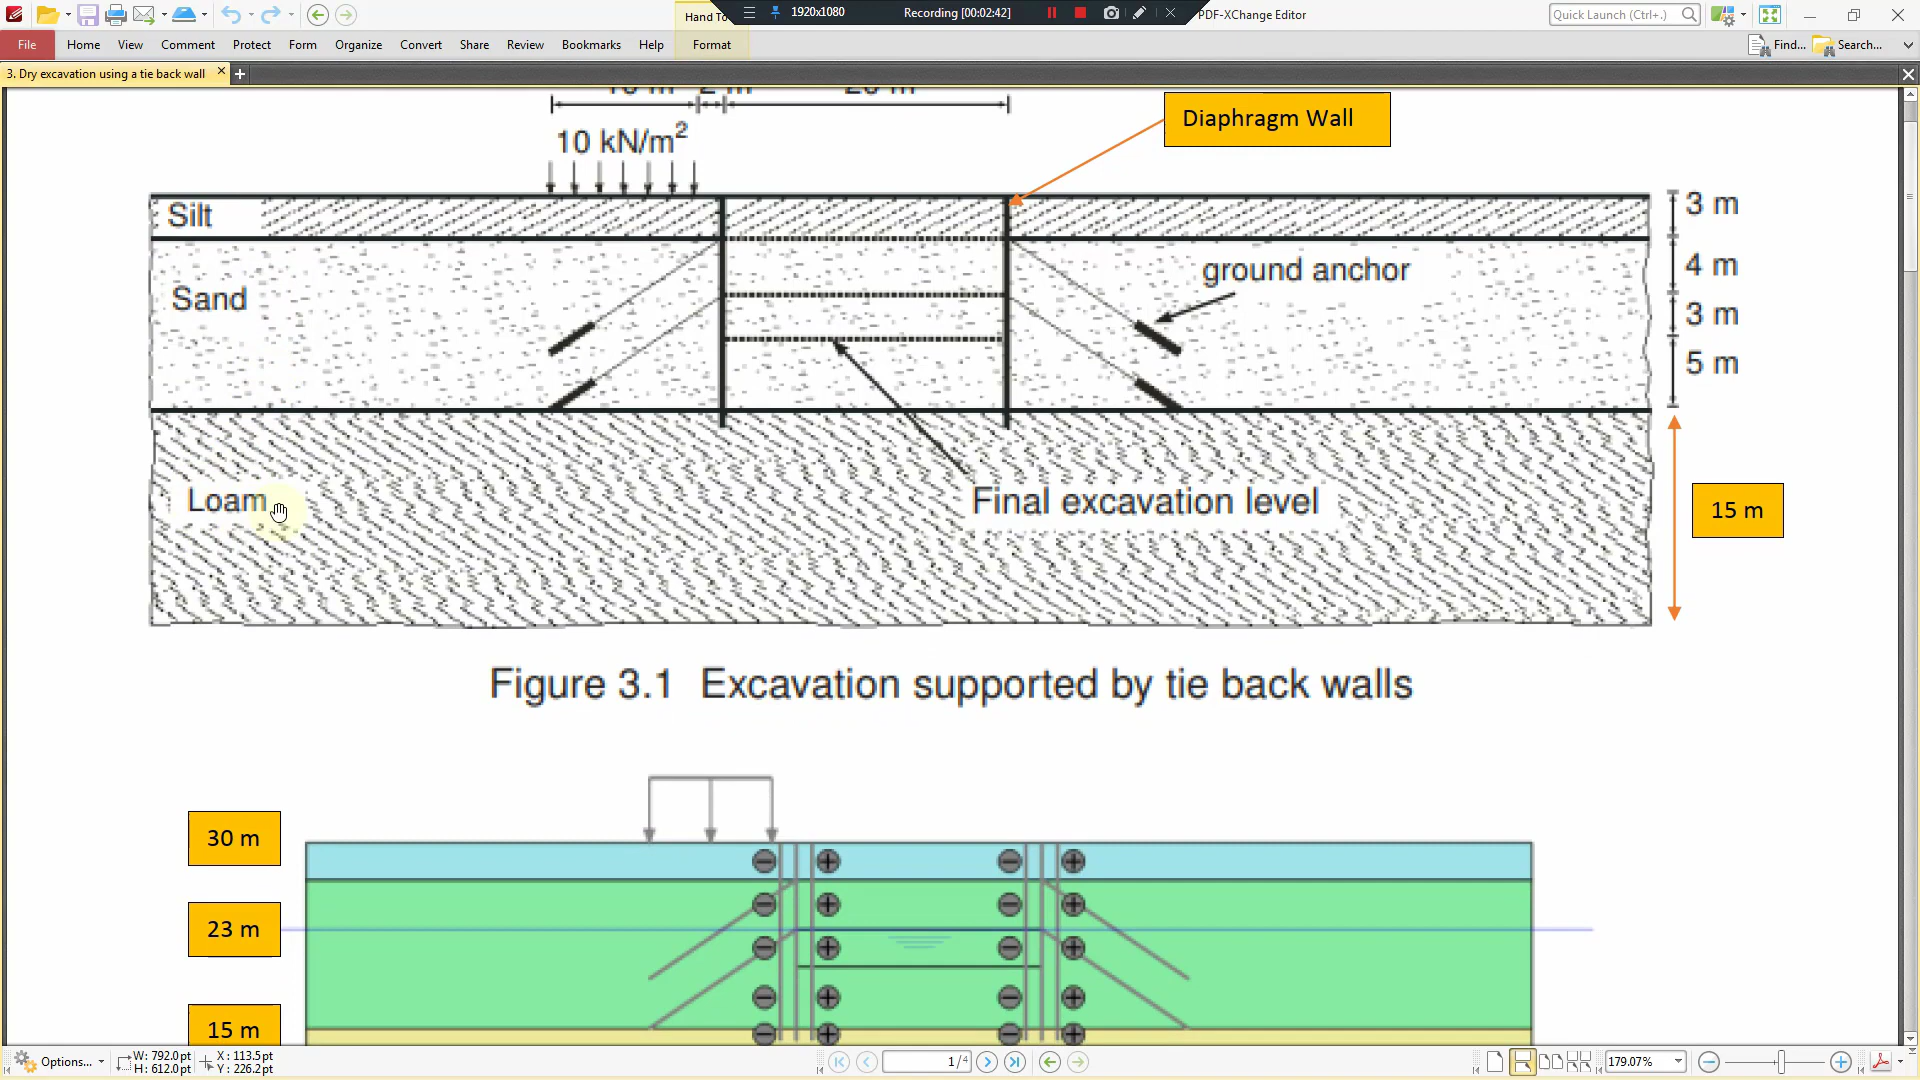 Hand To
1920x1080
Recording [00:02:42]
PDF-XChange Editor
Quick Launch (Ctrl+.)
File
Home
View
Comment
Protect
Form
Organize
Convert
Share
Review
Bookmarks
Help
Format
Find...
Search...
3. Dry excavation using a tie back wall
Diaphragm Wall
10 kN/m2
Silt
3 m
Sand
ground anchor
4 m
3 m
5 m
Loam
Final excavation level
15 m
Figure 3.1 Excavation supported by tie back walls
30 m
23 m
15 m
Options...
W: 792.0pt
H: 612.0pt
X : 113.5pt
Y : 226.2pt
1/4
179.07%